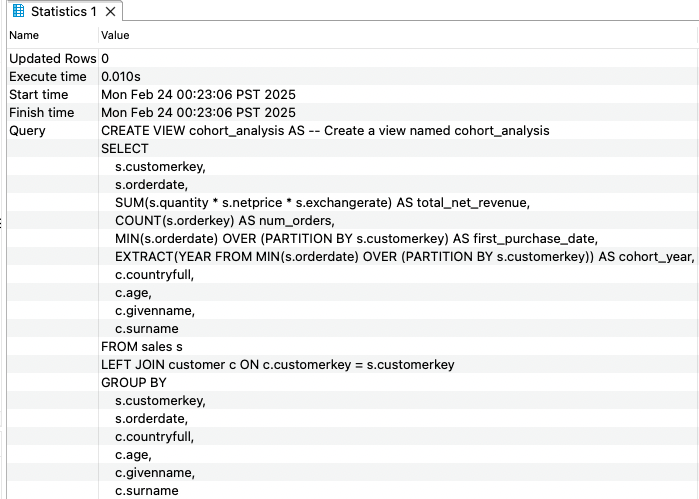 Statistics 1
Name Value
Updated Rows 0
Execute time 0.010s
Start time Mon Feb 24 00:23:06 PST 2025
Finish time Mon Feb 24 00:23:06 PST 2025
Query CREATE VIEW cohort_analysis AS -- Create a view named cohort_analysis
SELECT
s.customerkey,
s.orderdate,
SUM(s.quantity * s.netprice * s.exchangerate) AS total_net_revenue,
COUNT(s.orderkey) AS num_orders,
MIN(s.orderdate) OVER (PARTITION BY s.customerkey) AS first_purchase_date,
EXTRACT(YEAR FROM MIN(s.orderdate) OVER (PARTITION BY s.customerkey)) AS cohort_year,
c.countryfull,
c.age,
c.givenname,
c.surname
FROM sales s
LEFT JOIN customer c ON c.customerkey = s.customerkey
GROUP BY
s.customerkey,
s.orderdate,
c.countryfull,
c.age,
c.givenname,
c.surname